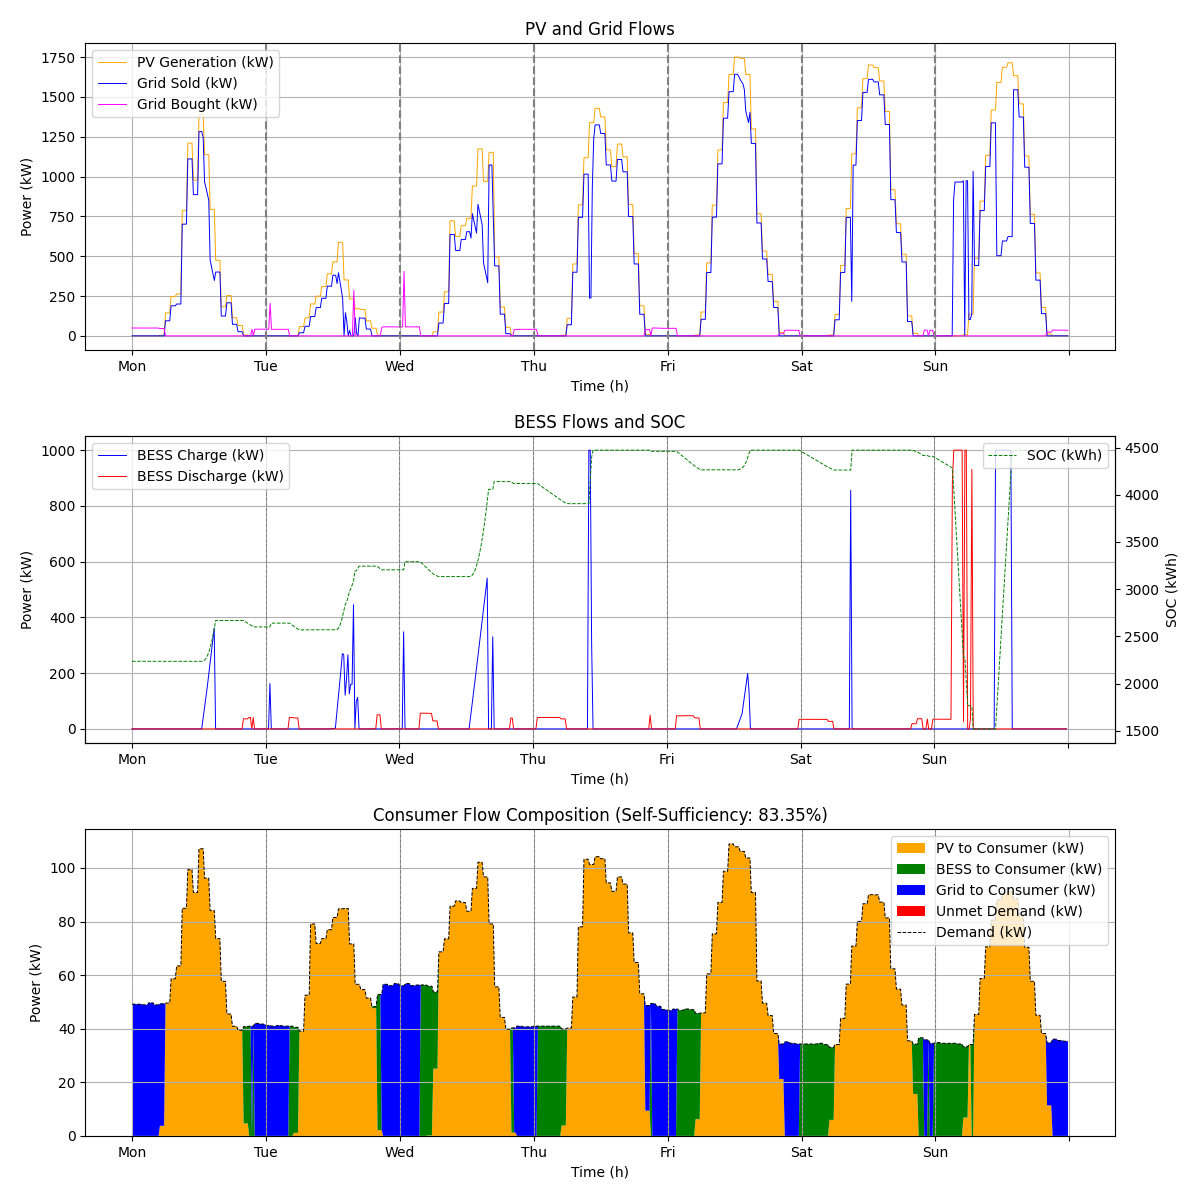 PV and Grid Flows
PV Generation (kW)
Grid Sold (kW)
Grid Bought (kW)
Power (kW)
1750
1500
1250
1000
750
500
250
0
Mon Tue Wed Thu Fri Sat Sun
Time (h)
BESS Flows and SOC
BESS Charge (kW)
BESS Discharge (kW)
SOC (kWh)
Power (kW)
1000
800
600
400
200
0
4500
4000
3500
3000
2500
2000
1500
SOC (kWh)
Mon Tue Wed Thu Fri Sat Sun
Time (h)
Consumer Flow Composition (Self-Sufficiency: 83.35%)
PV to Consumer (kW)
BESS to Consumer (kW)
Grid to Consumer (kW)
Unmet Demand (kW)
Demand (kW)
Power (kW)
100
80
60
40
20
0
Mon Tue Wed Thu Fri Sat Sun
Time (h)